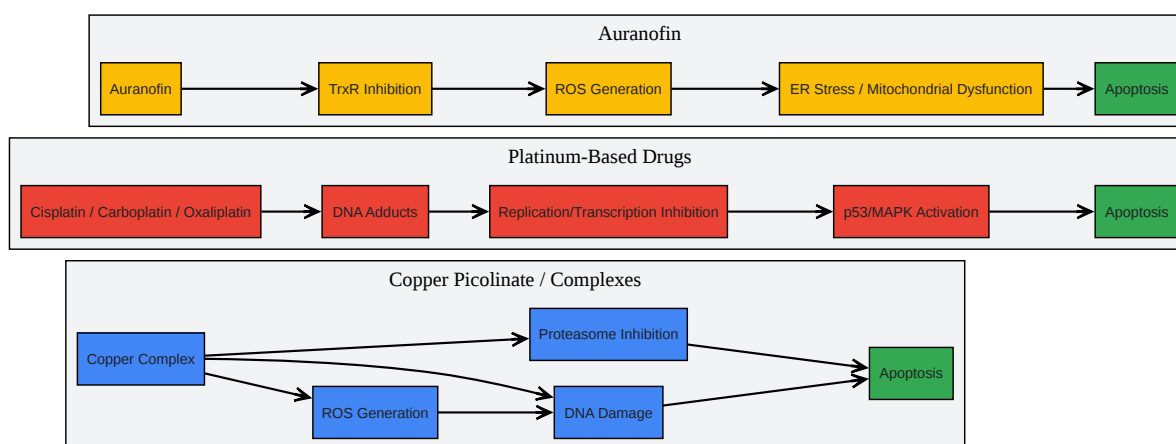 Auranofin
Auranofin
TrxR Inhibition
ROS Generation
ER Stress / Mitochondrial Dysfunction
Apoptosis
Platinum-Based Drugs
Cisplatin / Carboplatin / Oxaliplatin
DNA Adducts
Replication/Transcription Inhibition
p53/MAPK Activation
Apoptosis
Copper Picolinate / Complexes
Copper Complex
Proteasome Inhibition
ROS Generation
DNA Damage
Apoptosis